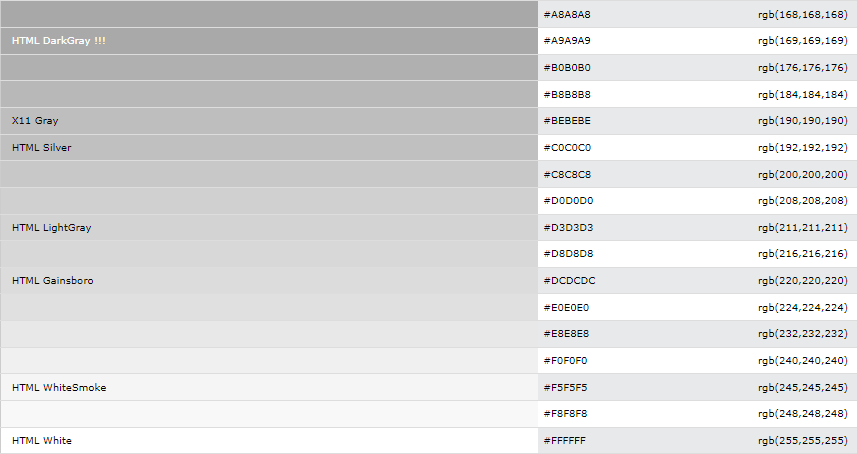 #A8A8A8 rgb(168,168,168)
HTML DarkGray !!! #A9A9A9 rgb(169,169,169)
#B0B0B0 rgb(176,176,176)
#B8B8B8 rgb(184,184,184)
X11 Gray #BEBEBE rgb(190,190,190)
HTML Silver #C0C0C0 rgb(192,192,192)
#C8C8C8 rgb(200,200,200)
#D0D0D0 rgb(208,208,208)
HTML LightGray #D3D3D3 rgb(211,211,211)
#D8D8D8 rgb(216,216,216)
HTML Gainsboro #DCDCDC rgb(220,220,220)
#E0E0E0 rgb(224,224,224)
#E8E8E8 rgb(232,232,232)
#F0F0F0 rgb(240,240,240)
HTML WhiteSmoke #F5F5F5 rgb(245,245,245)
#F8F8F8 rgb(248,248,248)
HTML White #FFFFFF rgb(255,255,255)